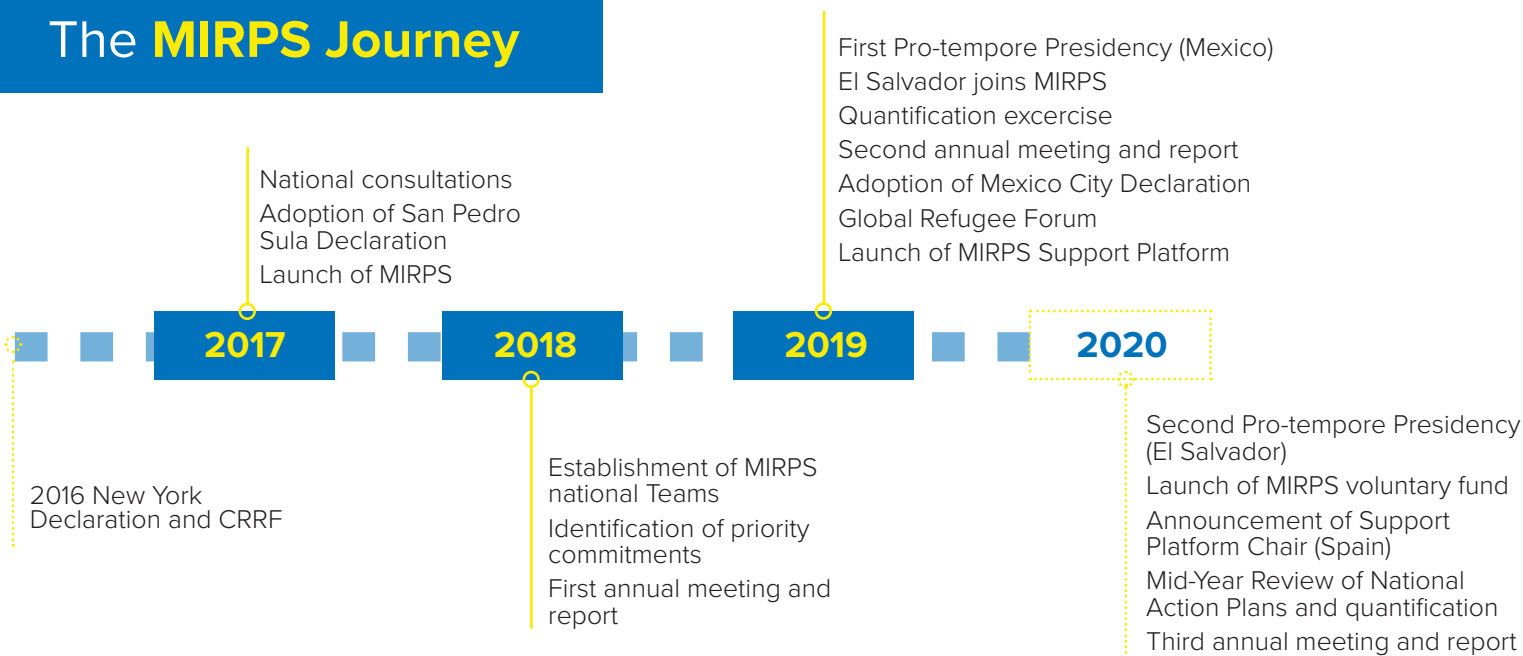 The MIRPS Journey
National consultations
Adoption of San Pedro
Sula Declaration
Launch of MIRPS
First Pro-tempore Presidency (Mexico)
El Salvador joins MIRPS
Quantification excercise
Second annual meeting and report
Adoption of Mexico City Declaration
Global Refugee Forum
Launch of MIRPS Support Platform
2017
2018
2019
2020
2016 New York
Declaration and CRRF
Establishment of MIRPS
national Teams
Identification of priority
commitments
First annual meeting and
report
Second Pro-tempore Presidency
(El Salvador)
Launch of MIRPS voluntary fund
Announcement of Support
Platform Chair (Spain)
Mid-Year Review of National
Action Plans and quantification
Third annual meeting and report